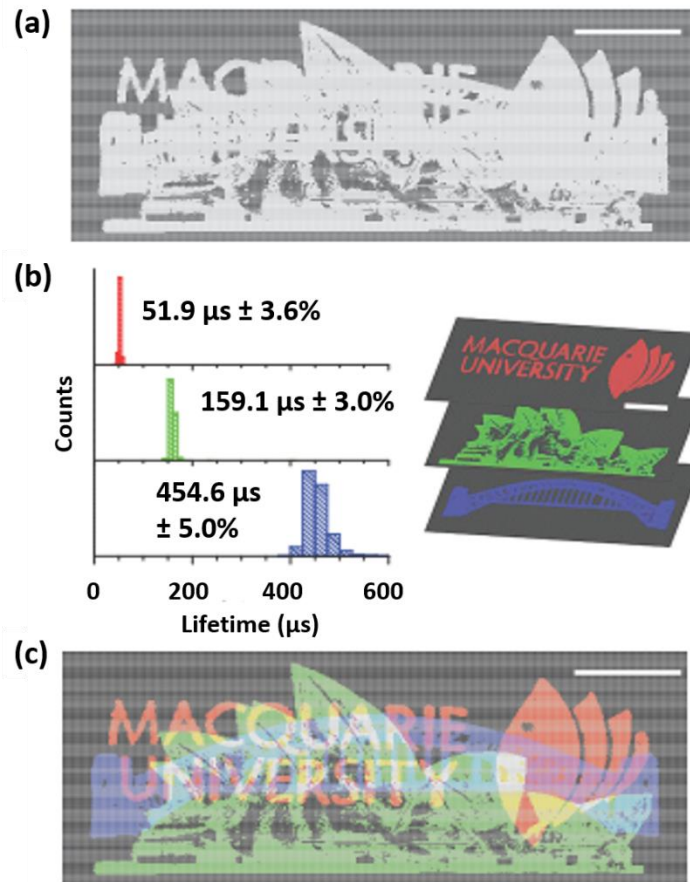 (a)
MACQUARIE
(b)
51.9 µs ± 3.6%
159.1 µs ± 3.0%
454.6 µs
± 5.0%
Counts
0 200 400 600
Lifetime (µs)
MACQUARIE
UNIVERSITY
(c)
MACQUARIE
UNIVERSITY